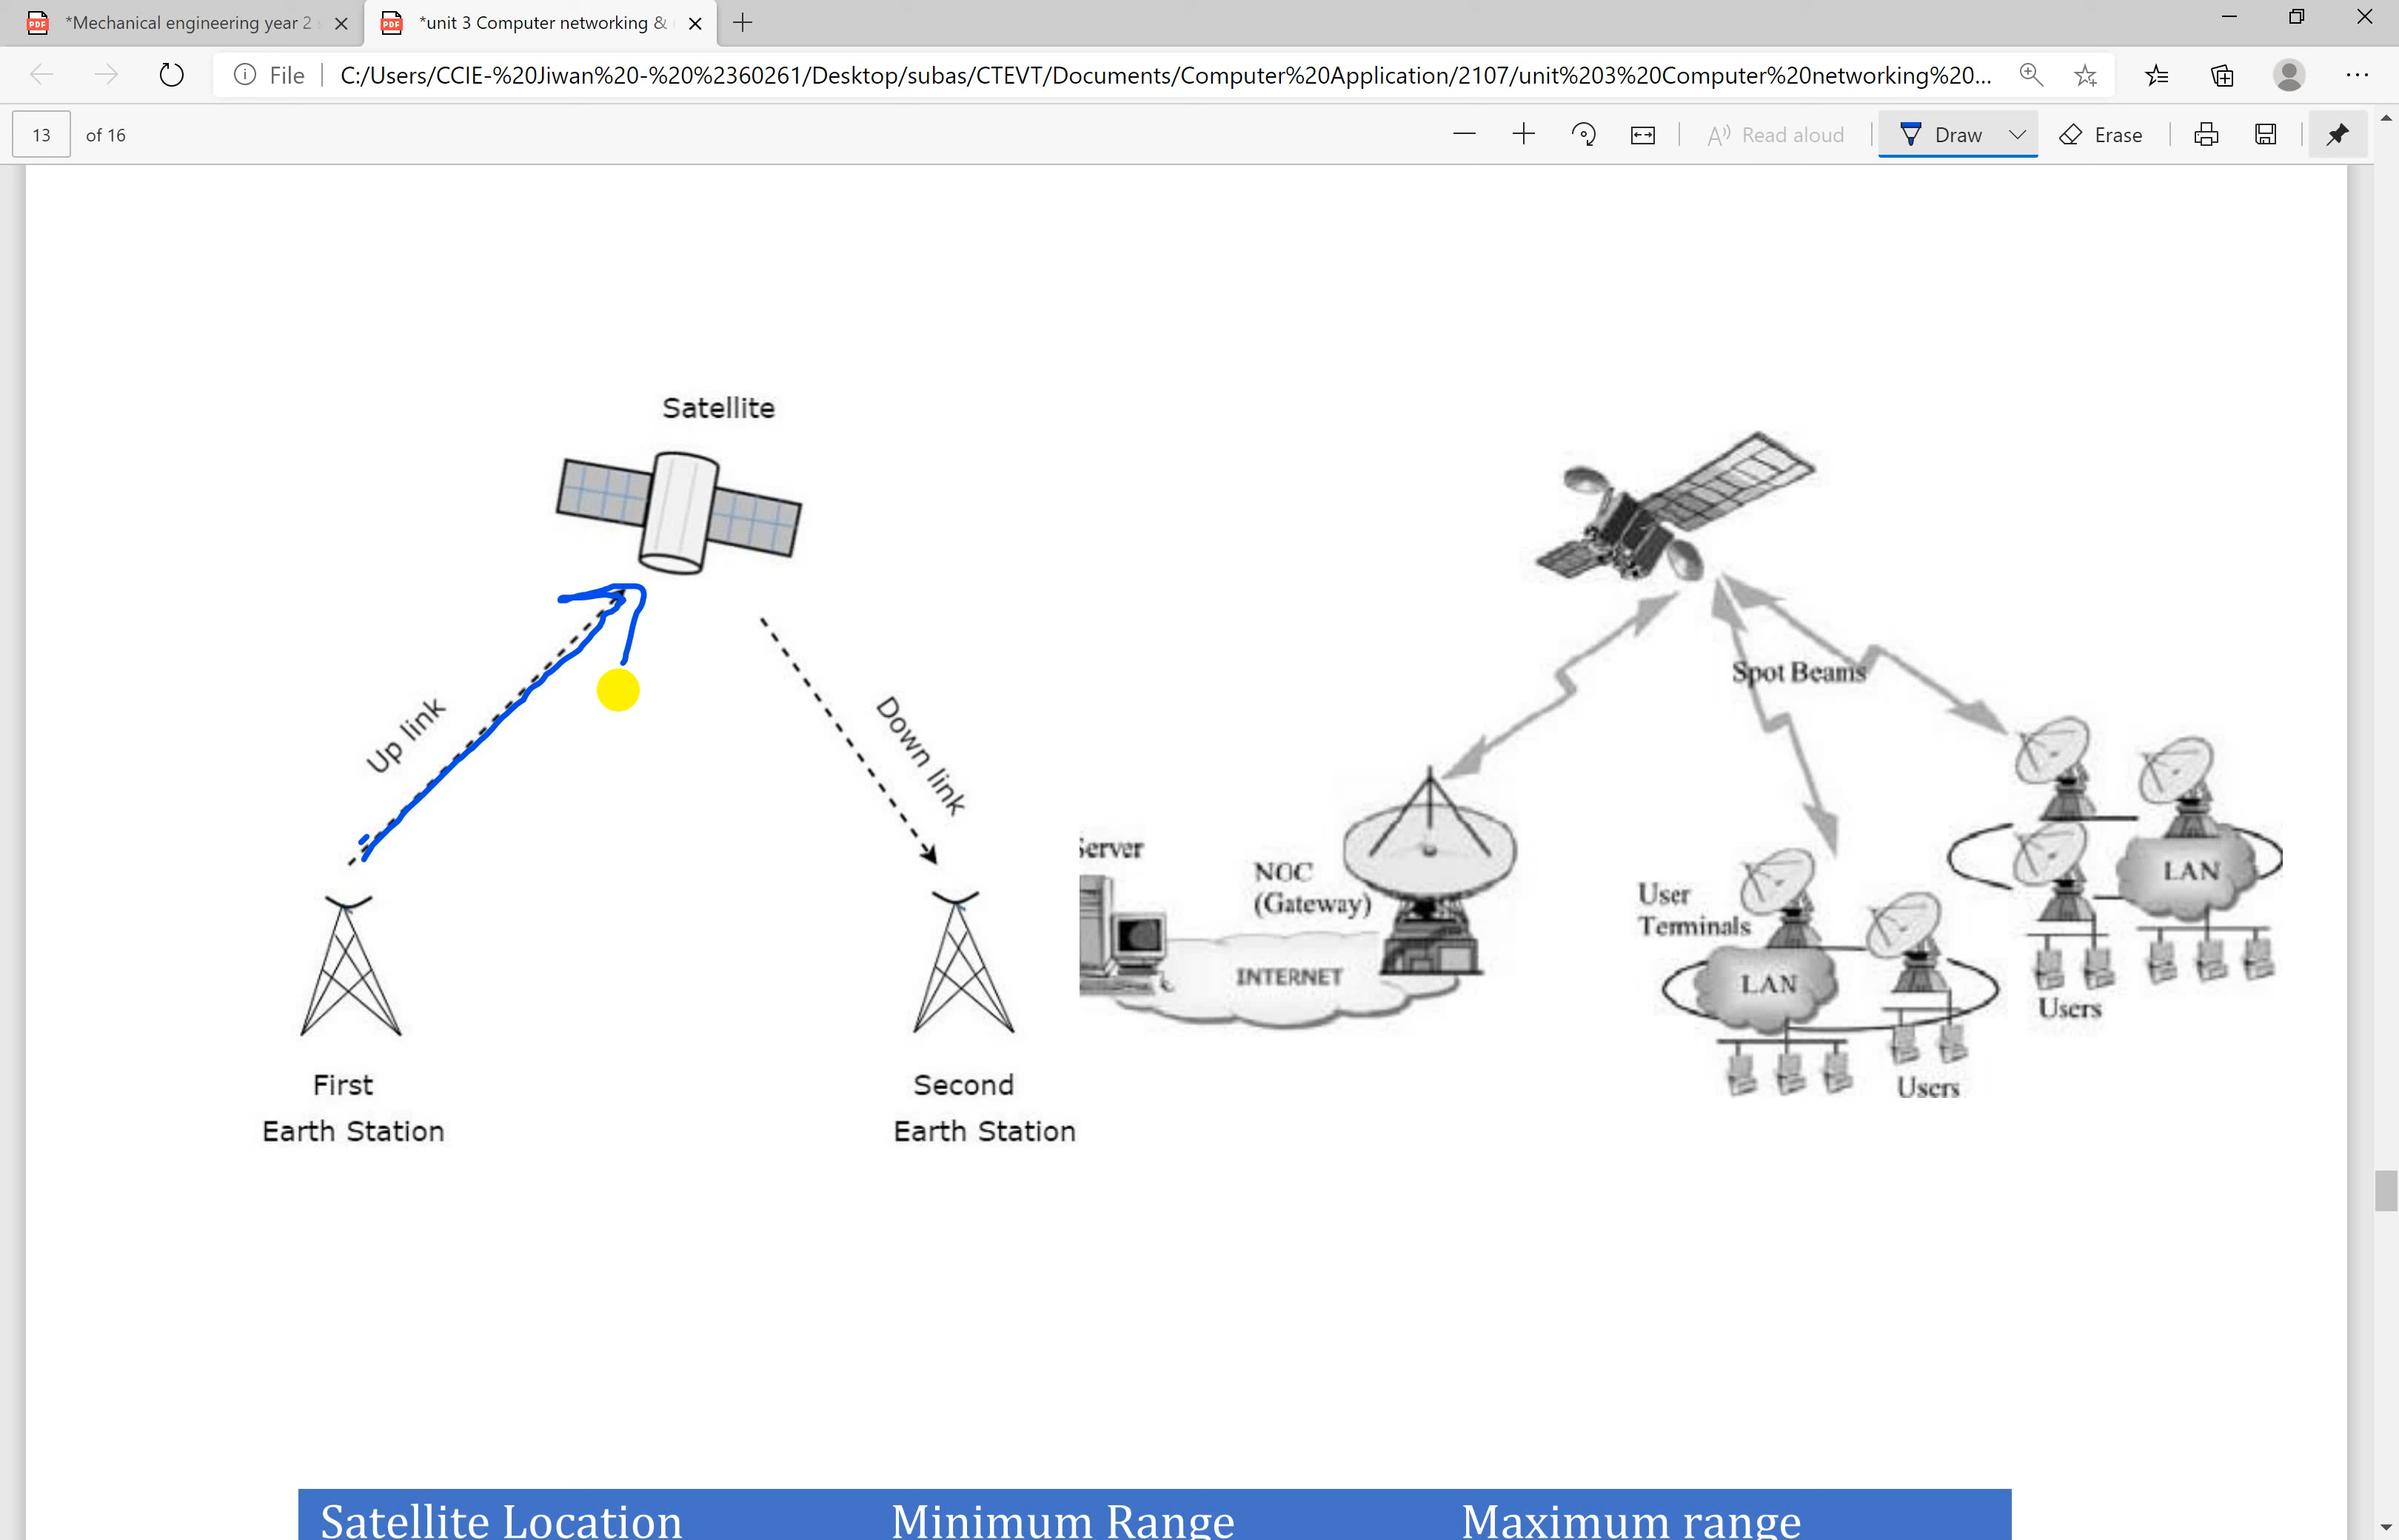 *Mechanical engineering year 2
*unit 3 Computer networking &
File
C:/Users/CCIE-%20Jiwan%20-%20%2360261/Desktop/subas/CTEVT/Documents/Computer%20Application/2107/unit%203%20Computer%20networking%20...
13 of 16
Read aloud
Draw
Erase
Satellite
Up link
Down link
First
Earth Station
Second
Earth Station
Spot Beams
Server
NOC
(Gateway)
INTERNET
User
Terminals
LAN
Users
LAN
Users
Satellite Location Minimum Range Maximum range